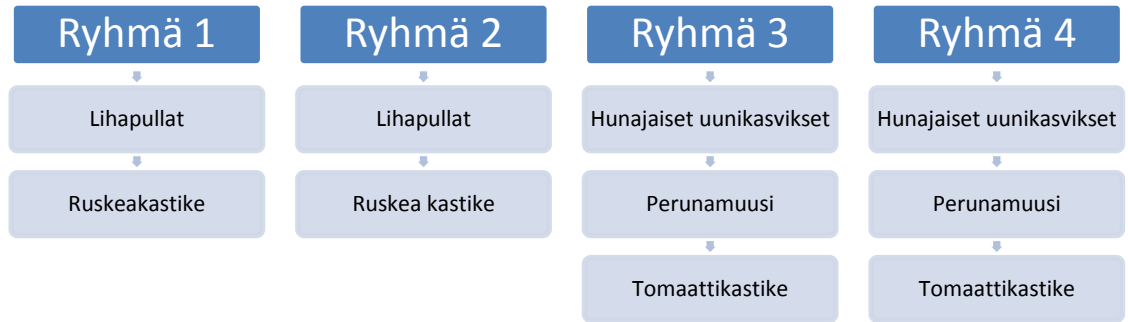 Ryhmä 1
Lihapullat
Ruskeakastike
Ryhmä 2
Lihapullat
Ruskea kastike
Ryhmä 3
Hunajaiset uunikasvikset
Perunamuusi
Tomaattikastike
Ryhmä 4
Hunajaiset uunikasvikset
Perunamuusi
Tomaattikastike